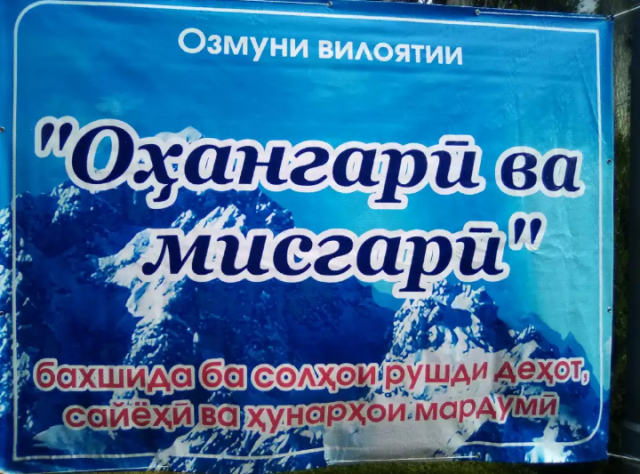 Озмуни вилоятии
"Оҳангарӣ ва
мисгарӣ"
бахшида ба солҳои рушди деҳот,
сайёҳӣ ва ҳунарҳои мардумӣ